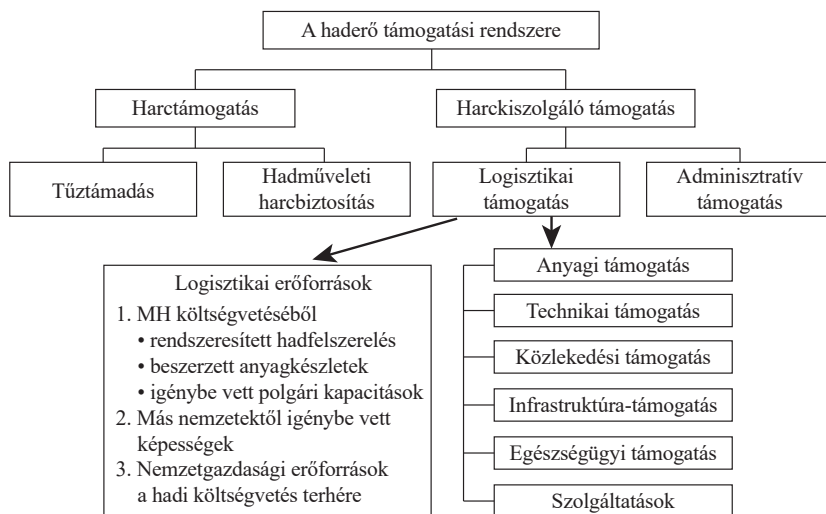 A haderő támogatási rendszere
Harctámogatás
Harckiszolgáló támogatás
Tűztámadás
Hadműveleti
harcbiztosítás
Logisztikai
támogatás
Adminisztratív
támogatás
Logisztikai erőforrások
1. MH költségvetéséből
• rendszeresített hadfelszerelés
• beszerzett anyagkészletek
• igénybe vett polgári kapacitások
2. Más nemzetektől igénybe vett
képességek
3. Nemzetgazdasági erőforrások
a hadi költségvetés terhére
Anyagi támogatás
Technikai támogatás
Közlekedési támogatás
Infrastruktúra-támogatás
Egészségügyi támogatás
Szolgáltatások